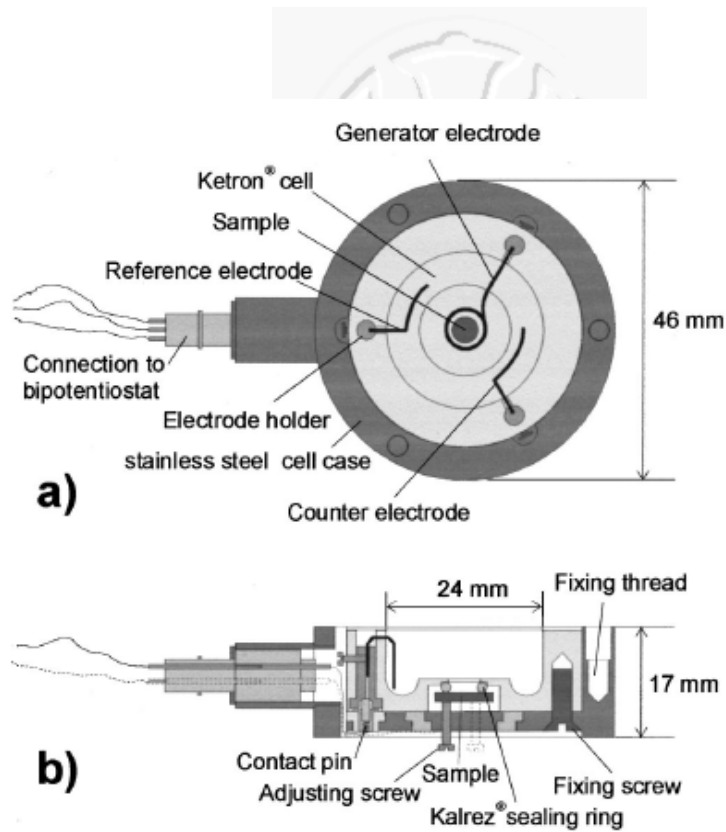 Generator electrode
Ketron® cell
Sample
Reference electrode
46 mm
Connection to
bipotentiostat
Electrode holder
stainless steel cell case
a)
Counter electrode
24 mm
Fixing thread
17 mm
Contact pin
b)
Adjusting screw
Sample
Fixing screw
Kalrez® sealing ring